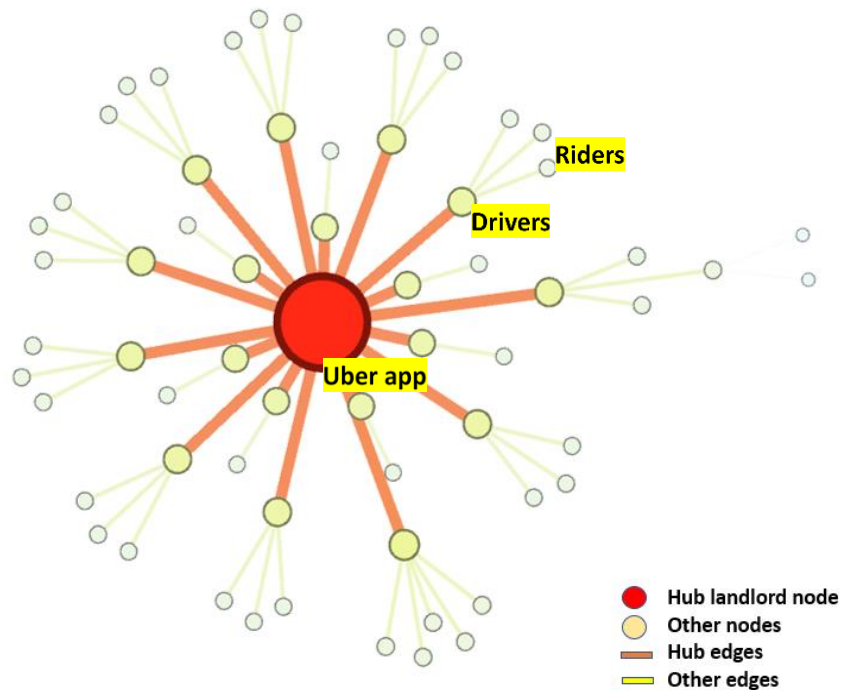 Riders
Drivers
Uber app
Hub landlord node
Other nodes
Hub edges
Other edges